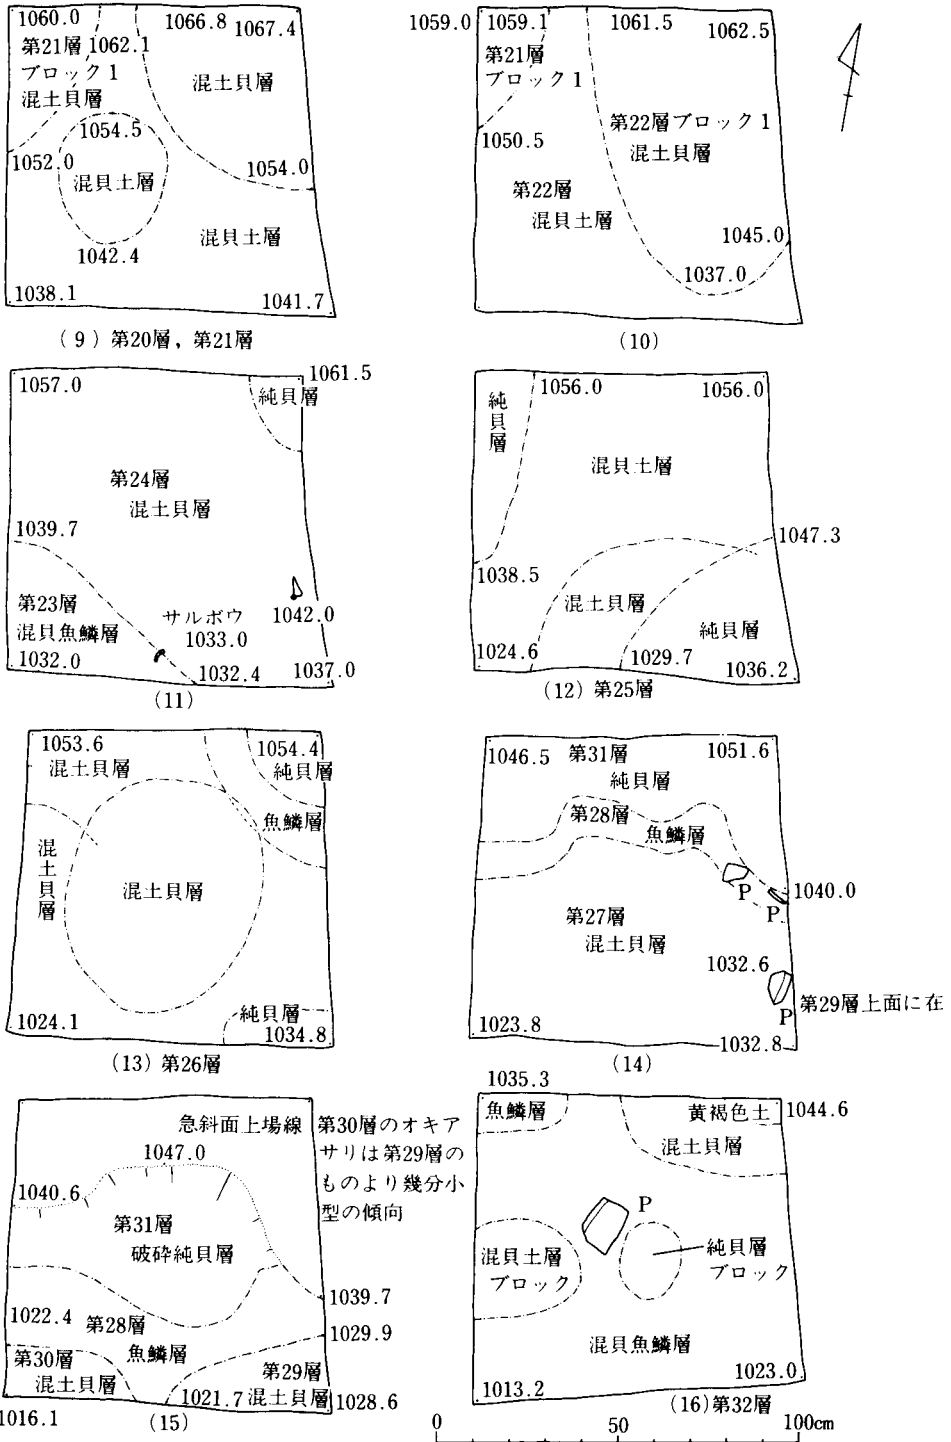 1060.0
1066.8
1067.4
第21層
1062.1
ブロック1
混土貝層
混土貝層
1054.5
1052.0
混貝土層
1054.0
混貝土層
1042.4
1038.1
1041.7
(9) 第20層，第21層
1059.0
1059.1
1061.5
1062.5
第21層
ブロック1
1050.5
第22層ブロック1
混土貝層
第22層
混貝土層
1045.0
1037.0
(10)
1057.0
1061.5
純貝層
第24層
混土貝層
1039.7
第23層
混貝魚鱗層
サルボウ
1033.0
1042.0
1032.0
1032.4
1037.0
(11)
純貝層
1056.0
1056.0
混貝土層
1047.3
1038.5
混土貝層
純貝層
1024.6
1029.7
1036.2
(12) 第25層
1053.6
1054.4
混土貝層
純貝層
魚鱗層
混土貝層
混土貝層
純貝層
1024.1
1034.8
(13) 第26層
1046.5
第31層
1051.6
純貝層
第28層
魚鱗層
P
P
1040.0
第27層
混土貝層
1032.6
P
第29層上面に在
1023.8
1032.8
(14)
急斜面上場線
1047.0
1040.6
第31層
破砕純貝層
第30層のオキア
サリは第29層の
ものより幾分小
型の傾向
1039.7
1022.4
第28層
魚鱗層
1029.9
第30層
混土貝層
第29層
混土貝層
1021.7
1028.6
1016.1
(15)
1035.3
魚鱗層
黄褐色土
1044.6
混土貝層
P
混貝土層
ブロック
純貝層
ブロック
混貝魚鱗層
1013.2
1023.0
(16) 第32層
0
50
100cm